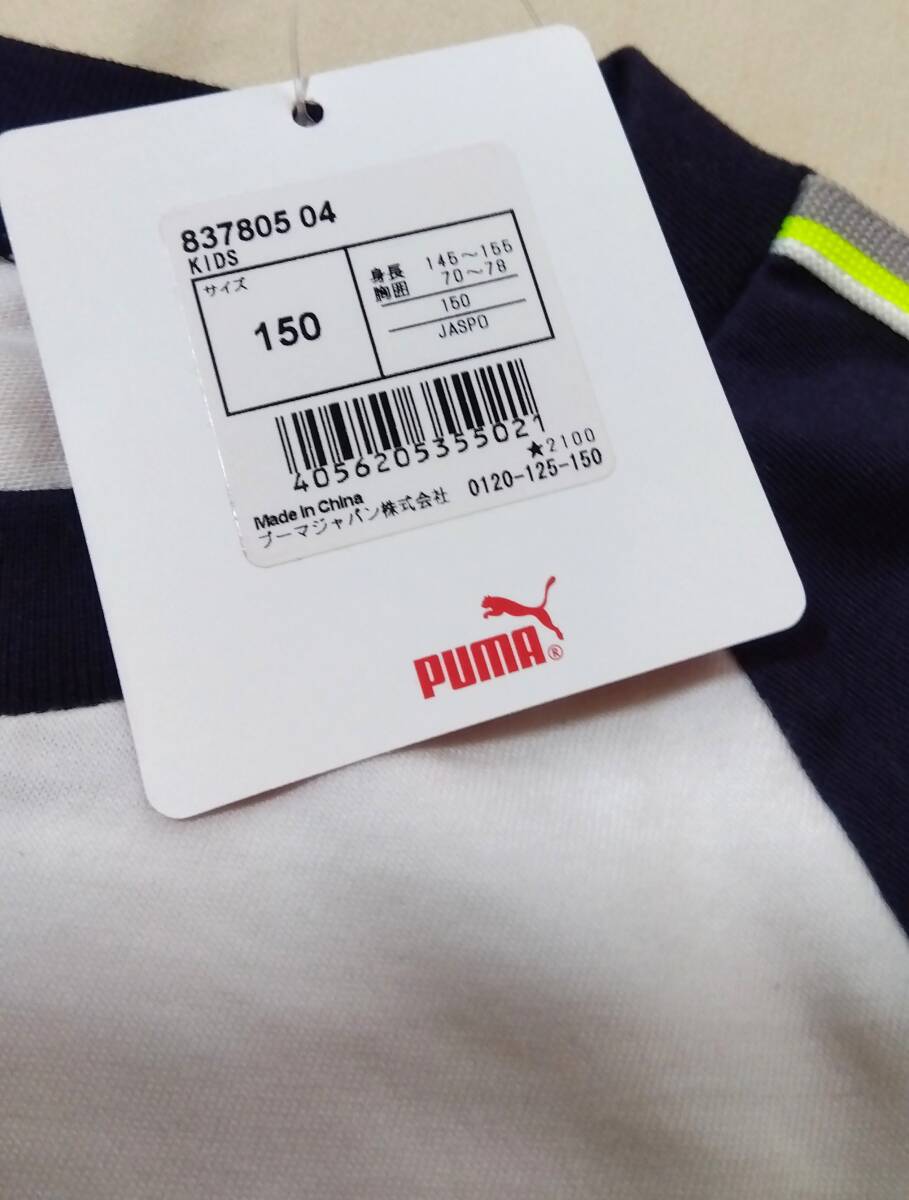 837805 04
KIDS
サイズ
150
身長 145～155
胸囲 70～78
150
JASPO
4056205355021
★2100
Made in China
プーマジャパン株式会社 0120-125-150
PUMA®